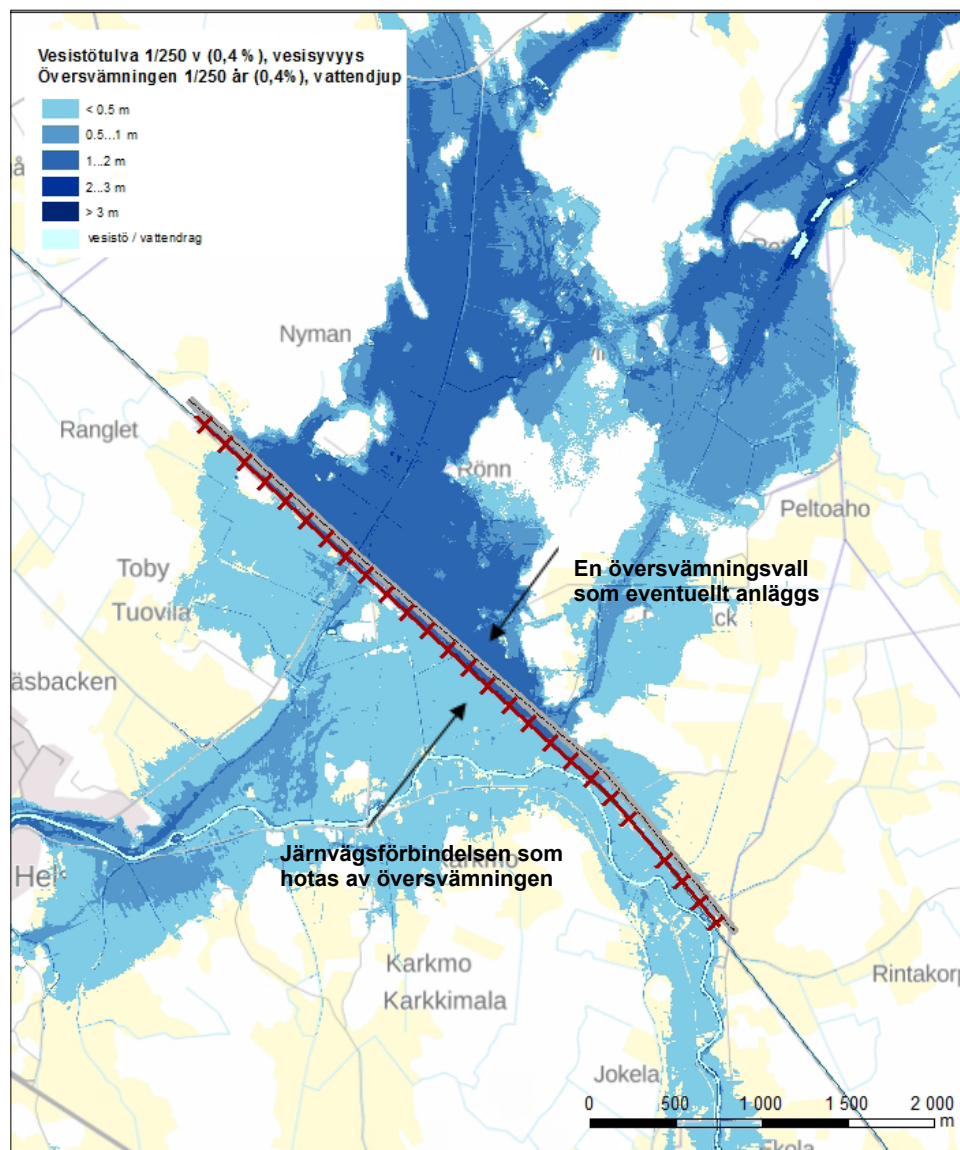 Vesistötulva 1/250 v (0,4 %), vesisyvyys
Översvämningen 1/250 år (0,4%), vattendjup
< 0.5 m
0.5...1 m
1...2 m
2...3 m
> 3 m
vesistö / vattendrag
Nyman
Ranglet
Rönn
Peltoaho
En översvämningsvall
som eventuellt anläggs
Toby
Tuovila
äsbacken
Järnvägsförbindelsen som
hotas av översvämningen
Karkmo
Karkkimala
Rintakorp
Jokela
0 500 1 000 1 500 2 000
m